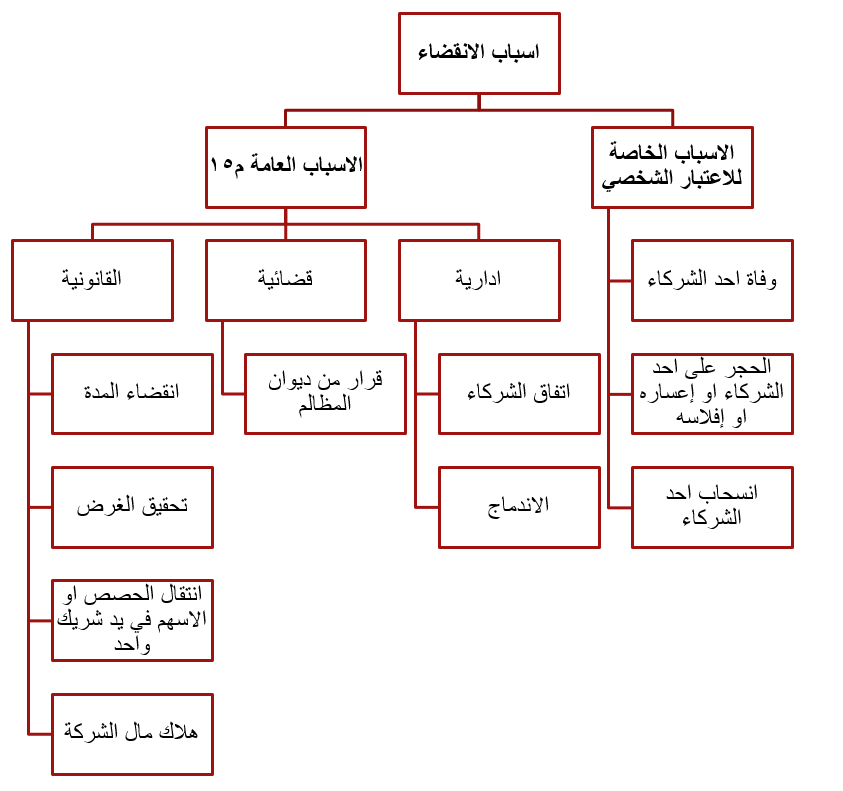 اسباب الانقضاء
الاسباب الخاصة
للاعتبار الشخصي
وفاة احد الشركاء
الحجر على احد
الشركاء او إعساره
او إفلاسه
انسحاب احد
الشركاء
الاسباب العامة م١٥
ادارية
اتفاق الشركاء
الاندماج
قضائية
قرار من ديوان
المظالم
القانونية
انقضاء المدة
تحقيق الغرض
انتقال الحصص او
الاسهم في يد شريك
واحد
هلاك مال الشركة